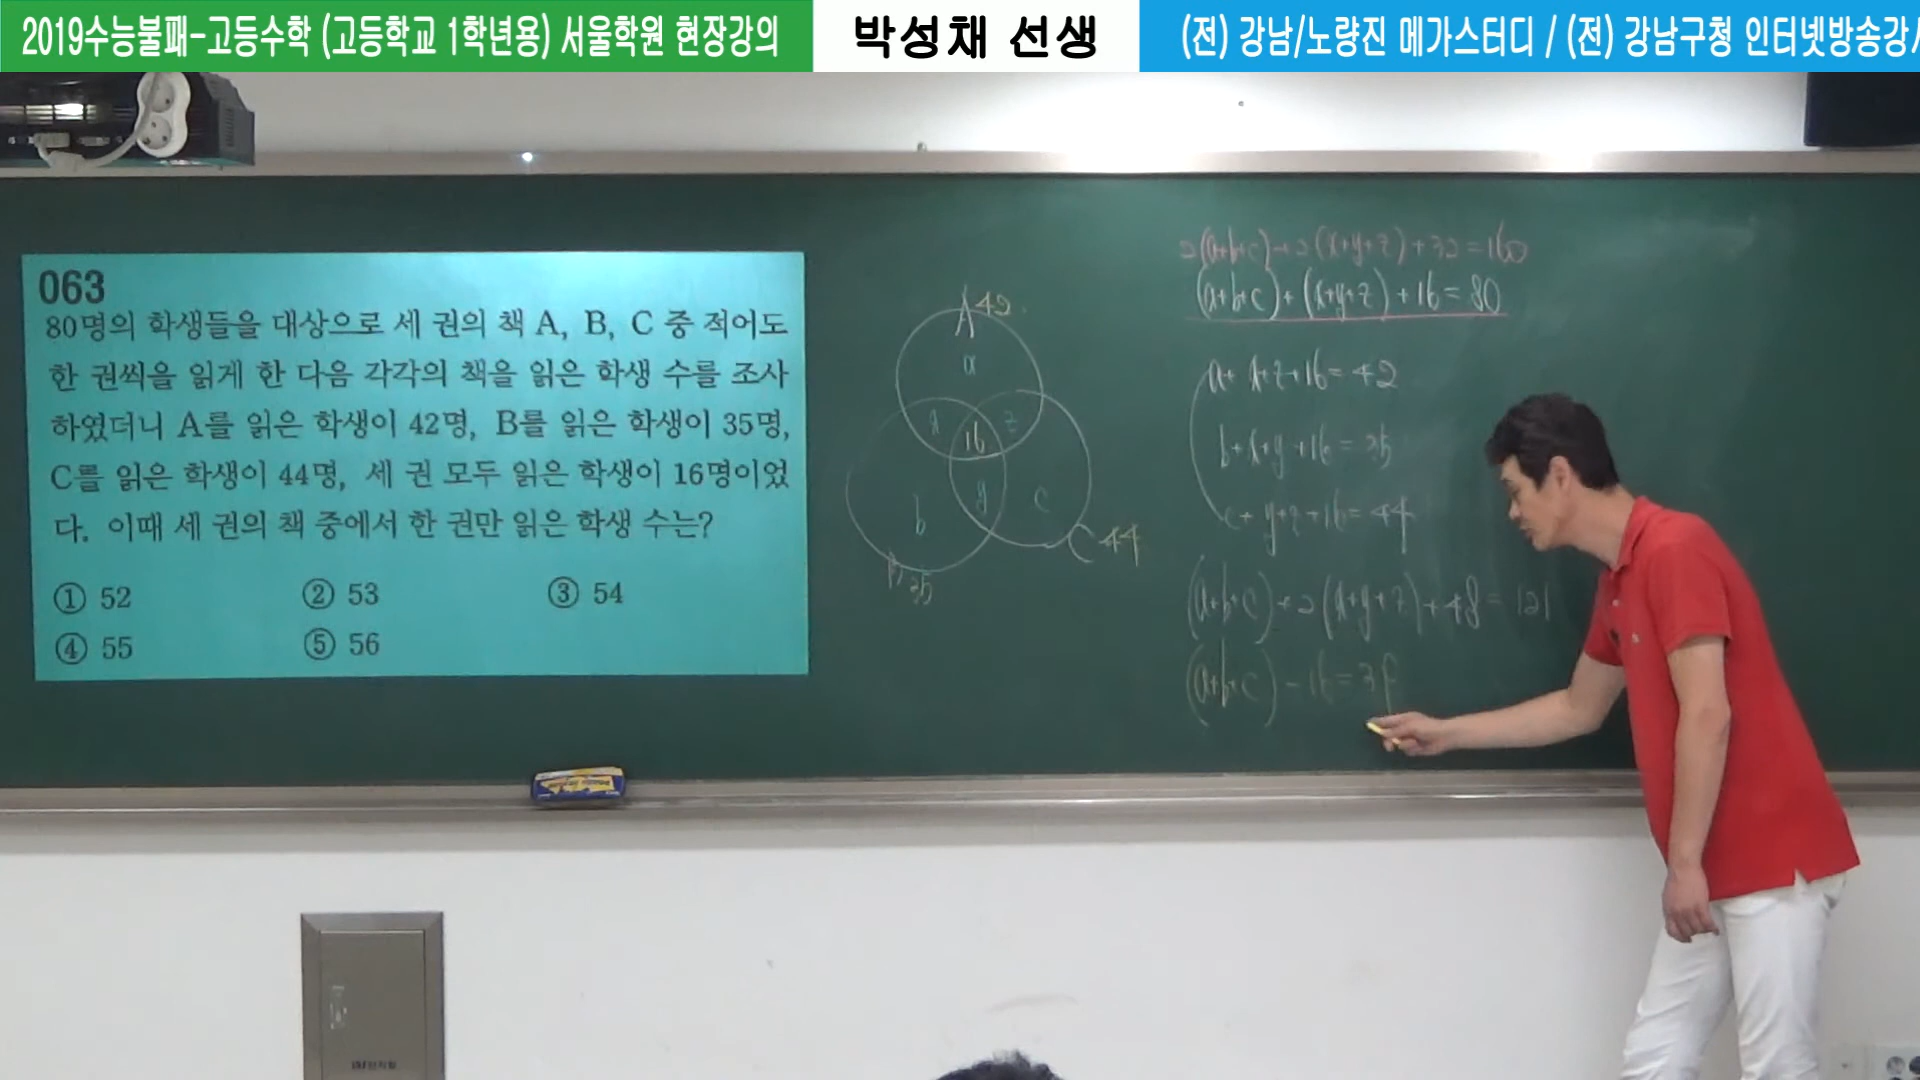 2019수능불패-고등수학 (고등학교 1학년용) 서울학원 현장강의
박성채 선생
(전) 강남/노량진 메가스터디 / (전) 강남구청 인터넷방송강사
063
80명의 학생들을 대상으로 세 권의 책 A, B, C 중 적어도
한 권씩을 읽게 한 다음 각각의 책을 읽은 학생 수를 조사
하였더니 A를 읽은 학생이 42명, B를 읽은 학생이 35명,
C를 읽은 학생이 44명, 세 권 모두 읽은 학생이 16명이었
다. 이때 세 권의 책 중에서 한 권만 읽은 학생 수는?
① 52 ② 53 ③ 54
④ 55 ⑤ 56
A 42
a
x 16 z
b y c
B 35
C 44
2(a+b+c)+2(x+y+z)+32=160
(a+b+c)+(x+y+z)+16=80
a+x+z+16=42
b+x+y+16=35
c+y+z+16=44
(a+b+c)+2(x+y+z)+48=121
(a+b+c)-16=3